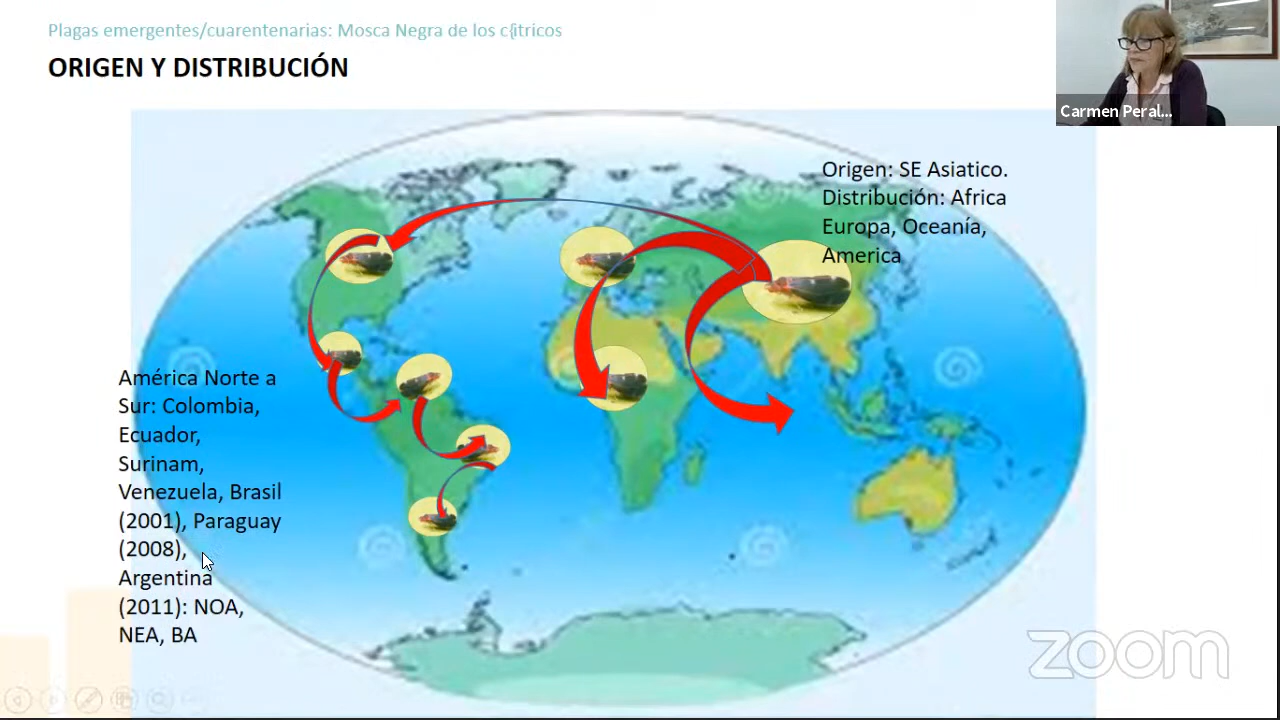 Plagas emergentes/cuarentenarias: Mosca Negra de los c{itricos
ORIGEN Y DISTRIBUCIÓN
Carmen Peral...
Origen: SE Asiatico.
Distribución: Africa
Europa, Oceanía,
America
América Norte a
Sur: Colombia,
Ecuador,
Surinam,
Venezuela, Brasil
(2001), Paraguay
(2008),
Argentina
(2011): NOA,
NEA, BA
zoom